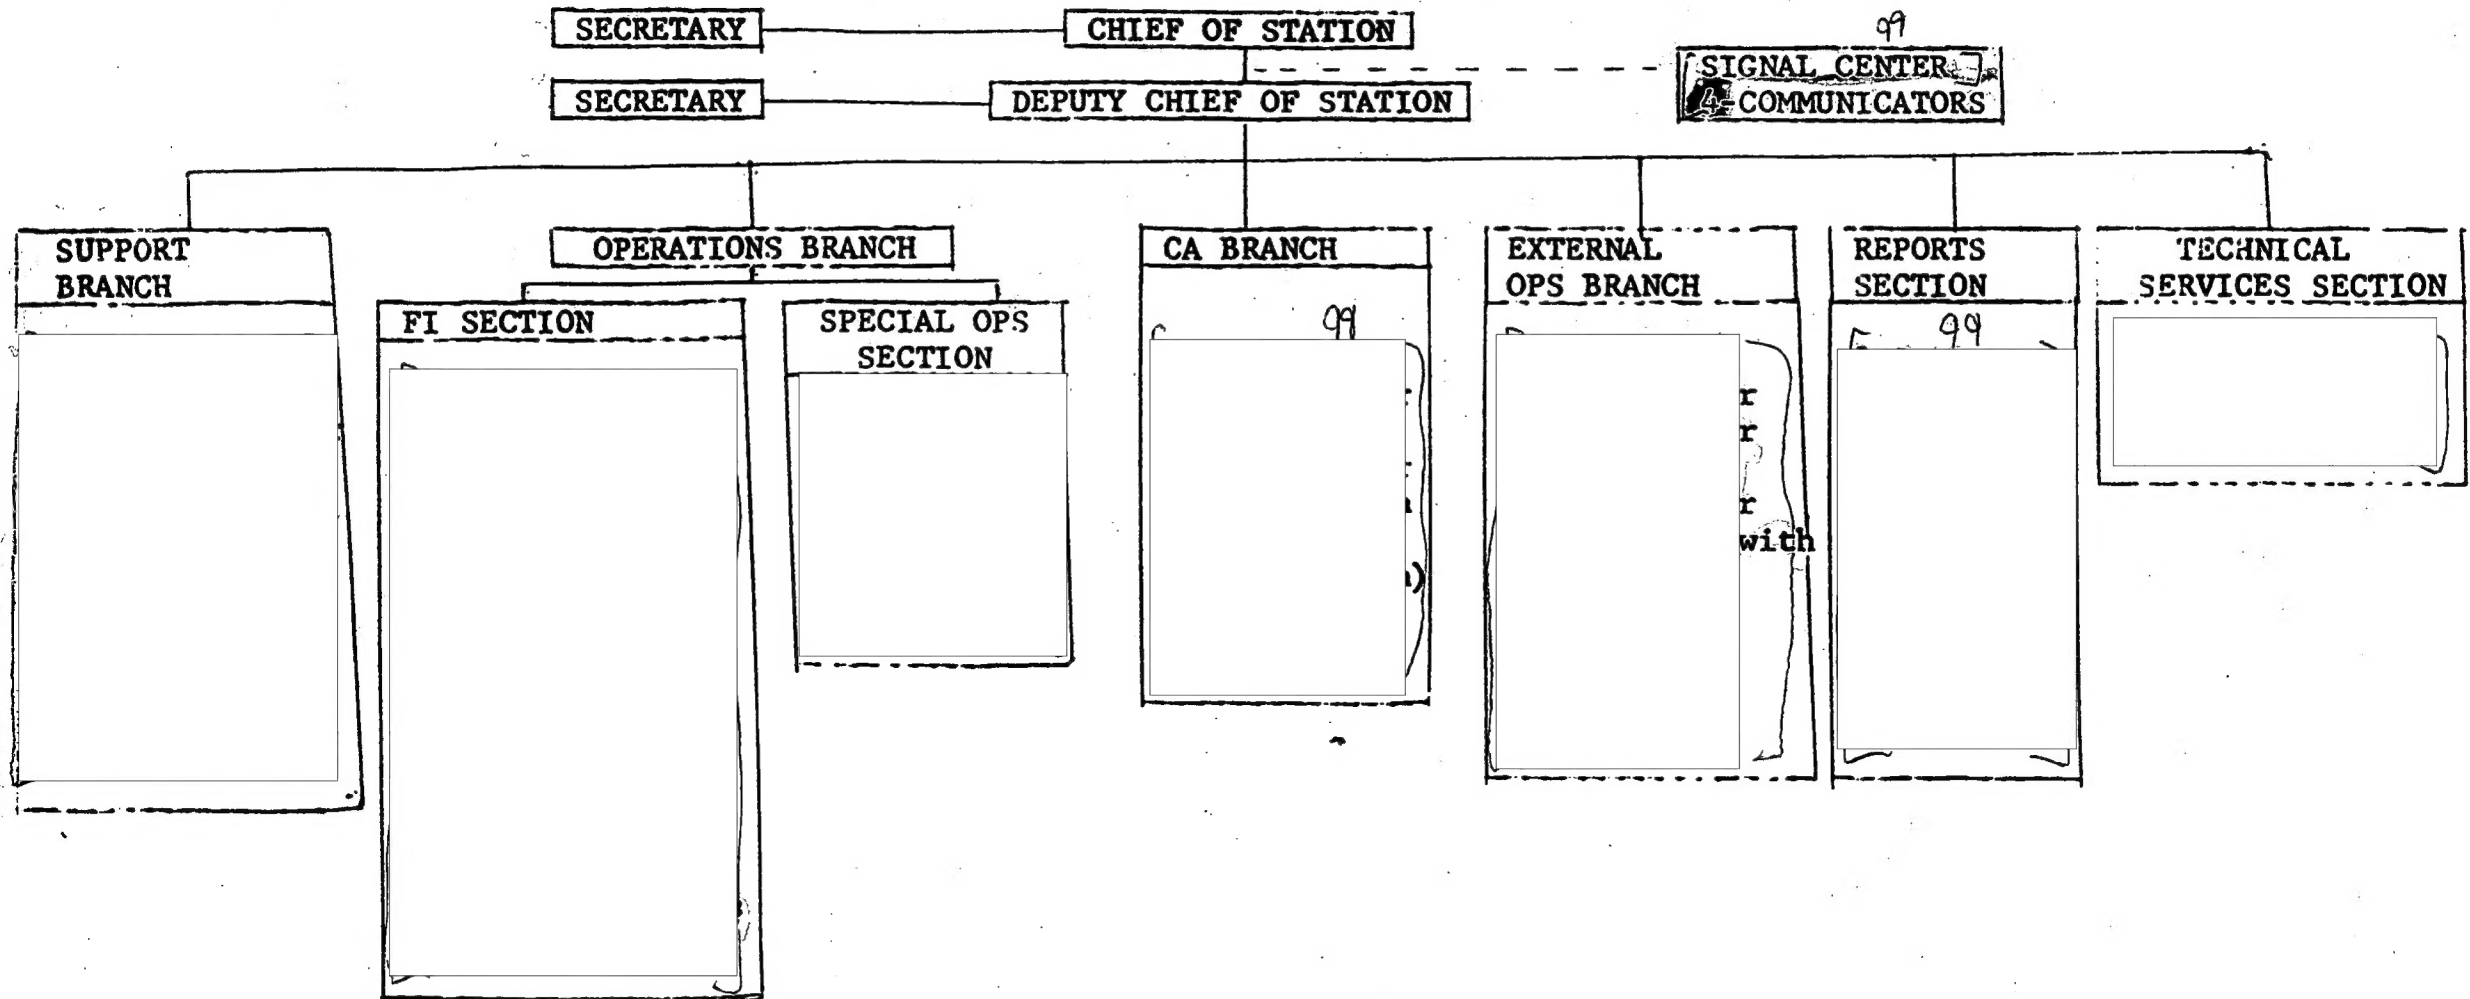 SECRETARY
CHIEF OF STATION
99
SIGNAL CENTER
4-COMMUNICATORS
SECRETARY
DEPUTY CHIEF OF STATION
SUPPORT
BRANCH
OPERATIONS BRANCH
FI SECTION
SPECIAL OPS
SECTION
CA BRANCH
99
EXTERNAL
OPS BRANCH
r
r
r
with
REPORTS
SECTION
99
TECHNICAL
SERVICES SECTION